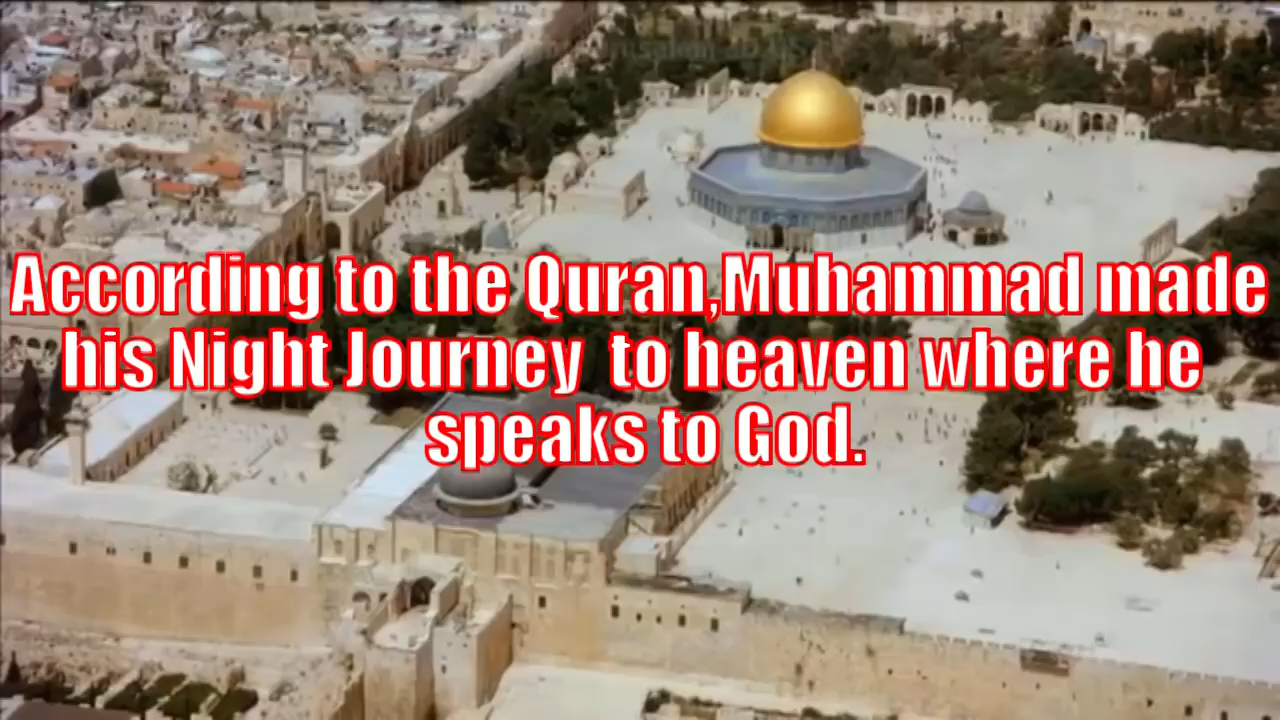 According to the Quran,Muhammad made
his Night Journey  to heaven where he
speaks to God.